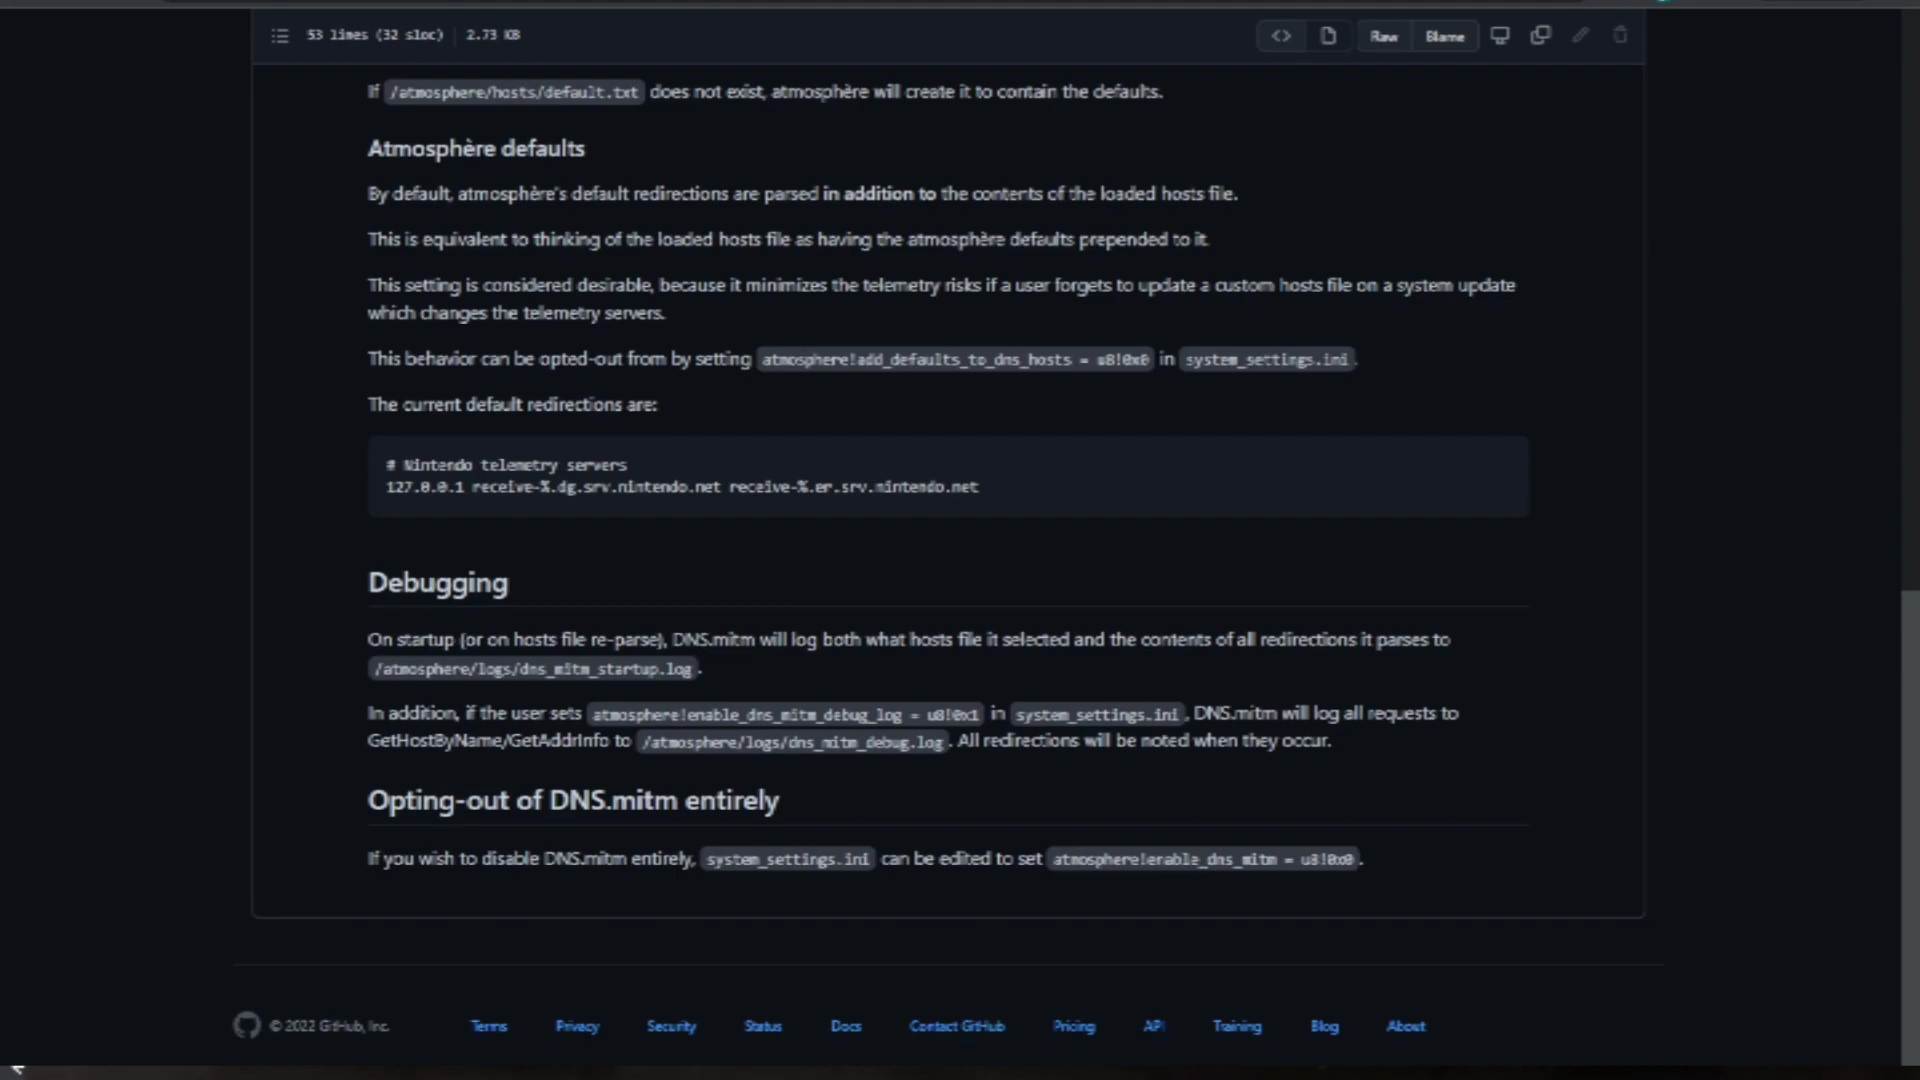 53 lines (32 sloc) 2.73 KB
Raw Blame
If /atmosphere/hosts/default.txt does not exist, atmosphère will create it to contain the defaults.
Atmosphère defaults
By default, atmosphère's default redirections are parsed in addition to the contents of the loaded hosts file.
This is equivalent to thinking of the loaded hosts file as having the atmosphère defaults prepended to it.
This setting is considered desirable, because it minimizes the telemetry risks if a user forgets to update a custom hosts file on a system update
which changes the telemetry servers.
This behavior can be opted-out from by setting atmosphere!add_defaults_to_dns_hosts = u8!0x0 in system_settings.ini.
The current default redirections are:
# Nintendo telemetry servers
127.0.0.1 receive-%.dg.srv.nintendo.net receive-%.er.srv.nintendo.net
Debugging
On startup (or on hosts file re-parse), DNS.mitm will log both what hosts file it selected and the contents of all redirections it parses to
/atmosphere/logs/dns_mitm_startup.log.
In addition, if the user sets atmosphere!enable_dns_mitm_debug_log = u8!0x1 in system_settings.ini, DNS.mitm will log all requests to
GetHostByName/GetAddrInfo to /atmosphere/logs/dns_mitm_debug.log. All redirections will be noted when they occur.
Opting-out of DNS.mitm entirely
If you wish to disable DNS.mitm entirely, system_settings.ini can be edited to set atmosphere!enable_dns_mitm = u8!0x0.
© 2022 GitHub, Inc. Terms Privacy Security Status Docs Contact GitHub Pricing API Training Blog About